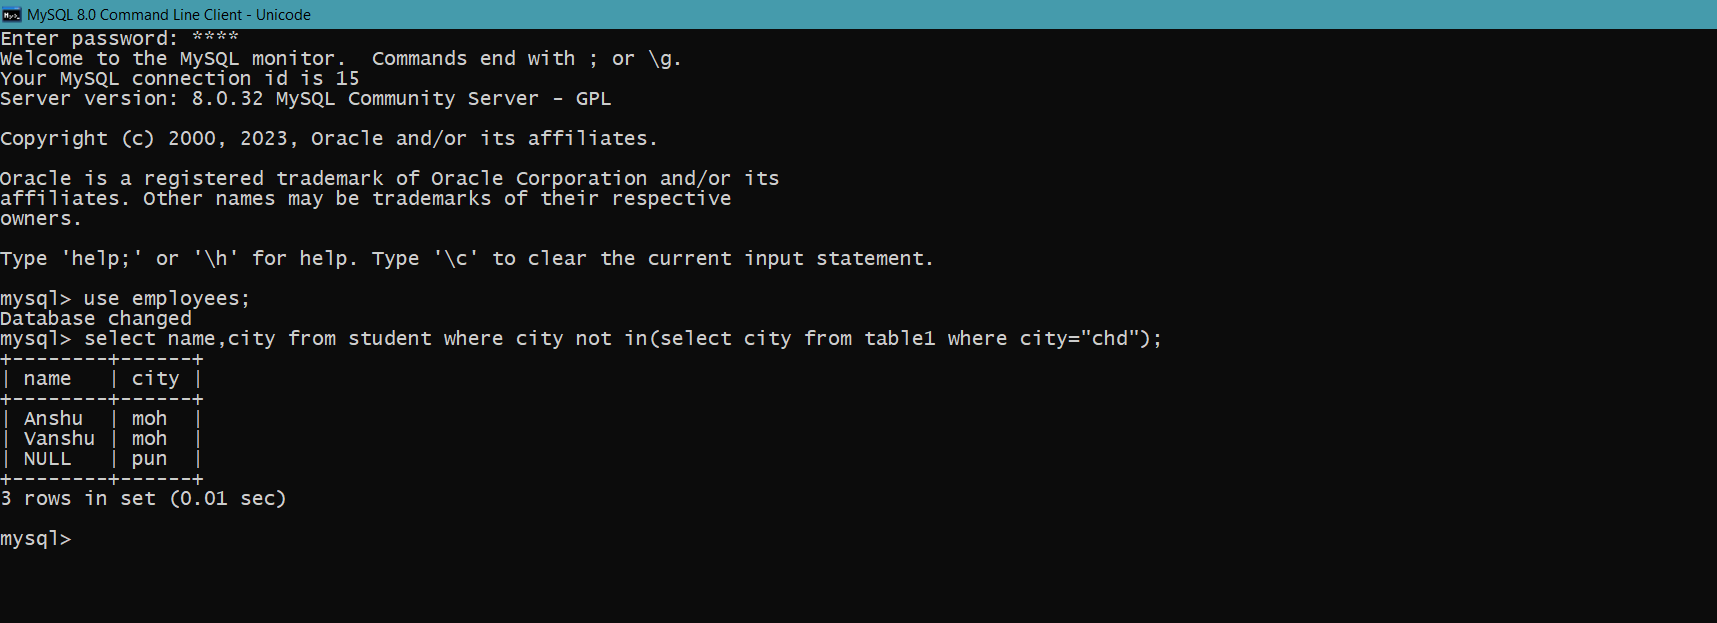 MySQL 8.0 Command Line Client - Unicode
Enter password: ****
Welcome to the MySQL monitor.  Commands end with ; or \g.
Your MySQL connection id is 15
Server version: 8.0.32 MySQL Community Server - GPL
Copyright (c) 2000, 2023, Oracle and/or its affiliates.
Oracle is a registered trademark of Oracle Corporation and/or its
affiliates. Other names may be trademarks of their respective
owners.
Type 'help;' or '\h' for help. Type '\c' to clear the current input statement.
mysql> use employees;
Database changed
mysql> select name,city from student where city not in(select city from table1 where city="chd");
+--------+------+
| name   | city |
+--------+------+
| Anshu  | moh  |
| Vanshu | moh  |
| NULL   | pun  |
+--------+------+
3 rows in set (0.01 sec)
mysql>